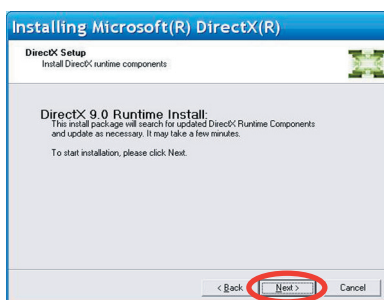 Installing Microsoft(R) DirectX(R)
DirectX Setup
Install DirectX runtime components
DirectX 9.0 Runtime Install:
This install package will search for updated DirectX Runtime Components
and update as necessary. It may take a few minutes.
To start installation, please click Next.
< Back Next > Cancel